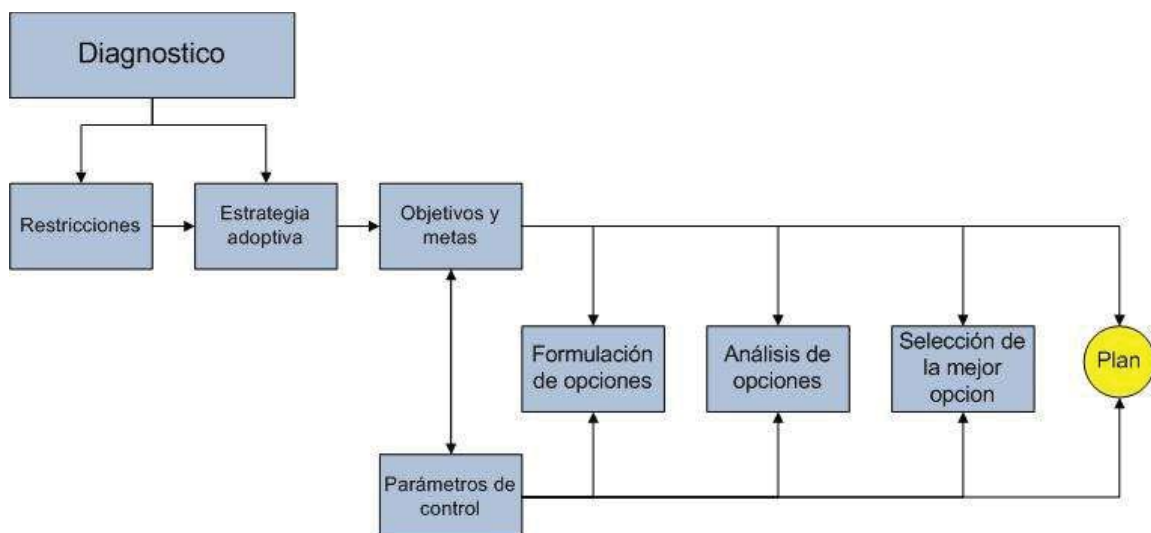 Diagnostico
Restricciones
Estrategia
adoptiva
Objetivos y
metas
Formulación
de opciones
Análisis de
opciones
Selección de
la mejor
opcion
Plan
Parámetros de
control